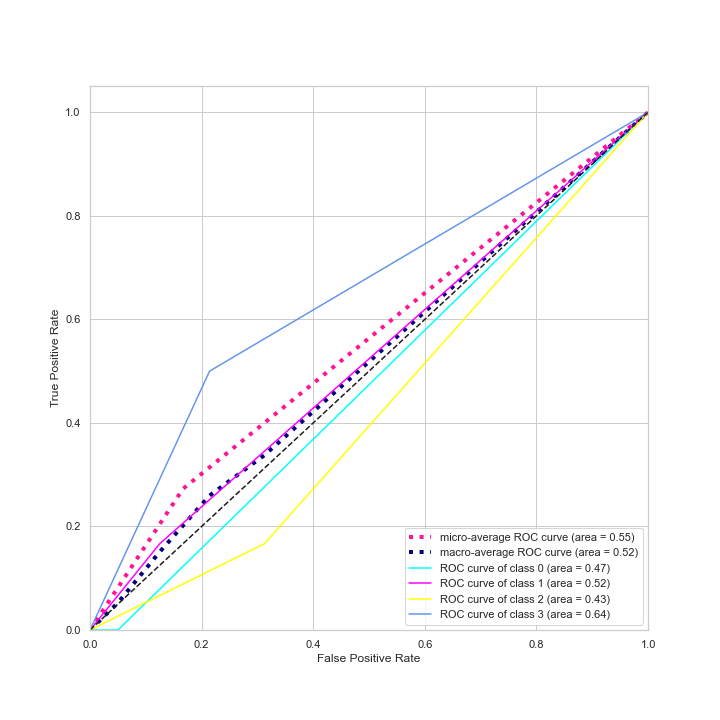 1.0
0.8
0.6
0.4
0.2
0.0
True Positive Rate
micro-average ROC curve (area = 0.55)
macro-average ROC curve (area = 0.52)
ROC curve of class 0 (area = 0.47)
ROC curve of class 1 (area = 0.52)
ROC curve of class 2 (area = 0.43)
ROC curve of class 3 (area = 0.64)
0.0 0.2 0.4 0.6 0.8 1.0
False Positive Rate